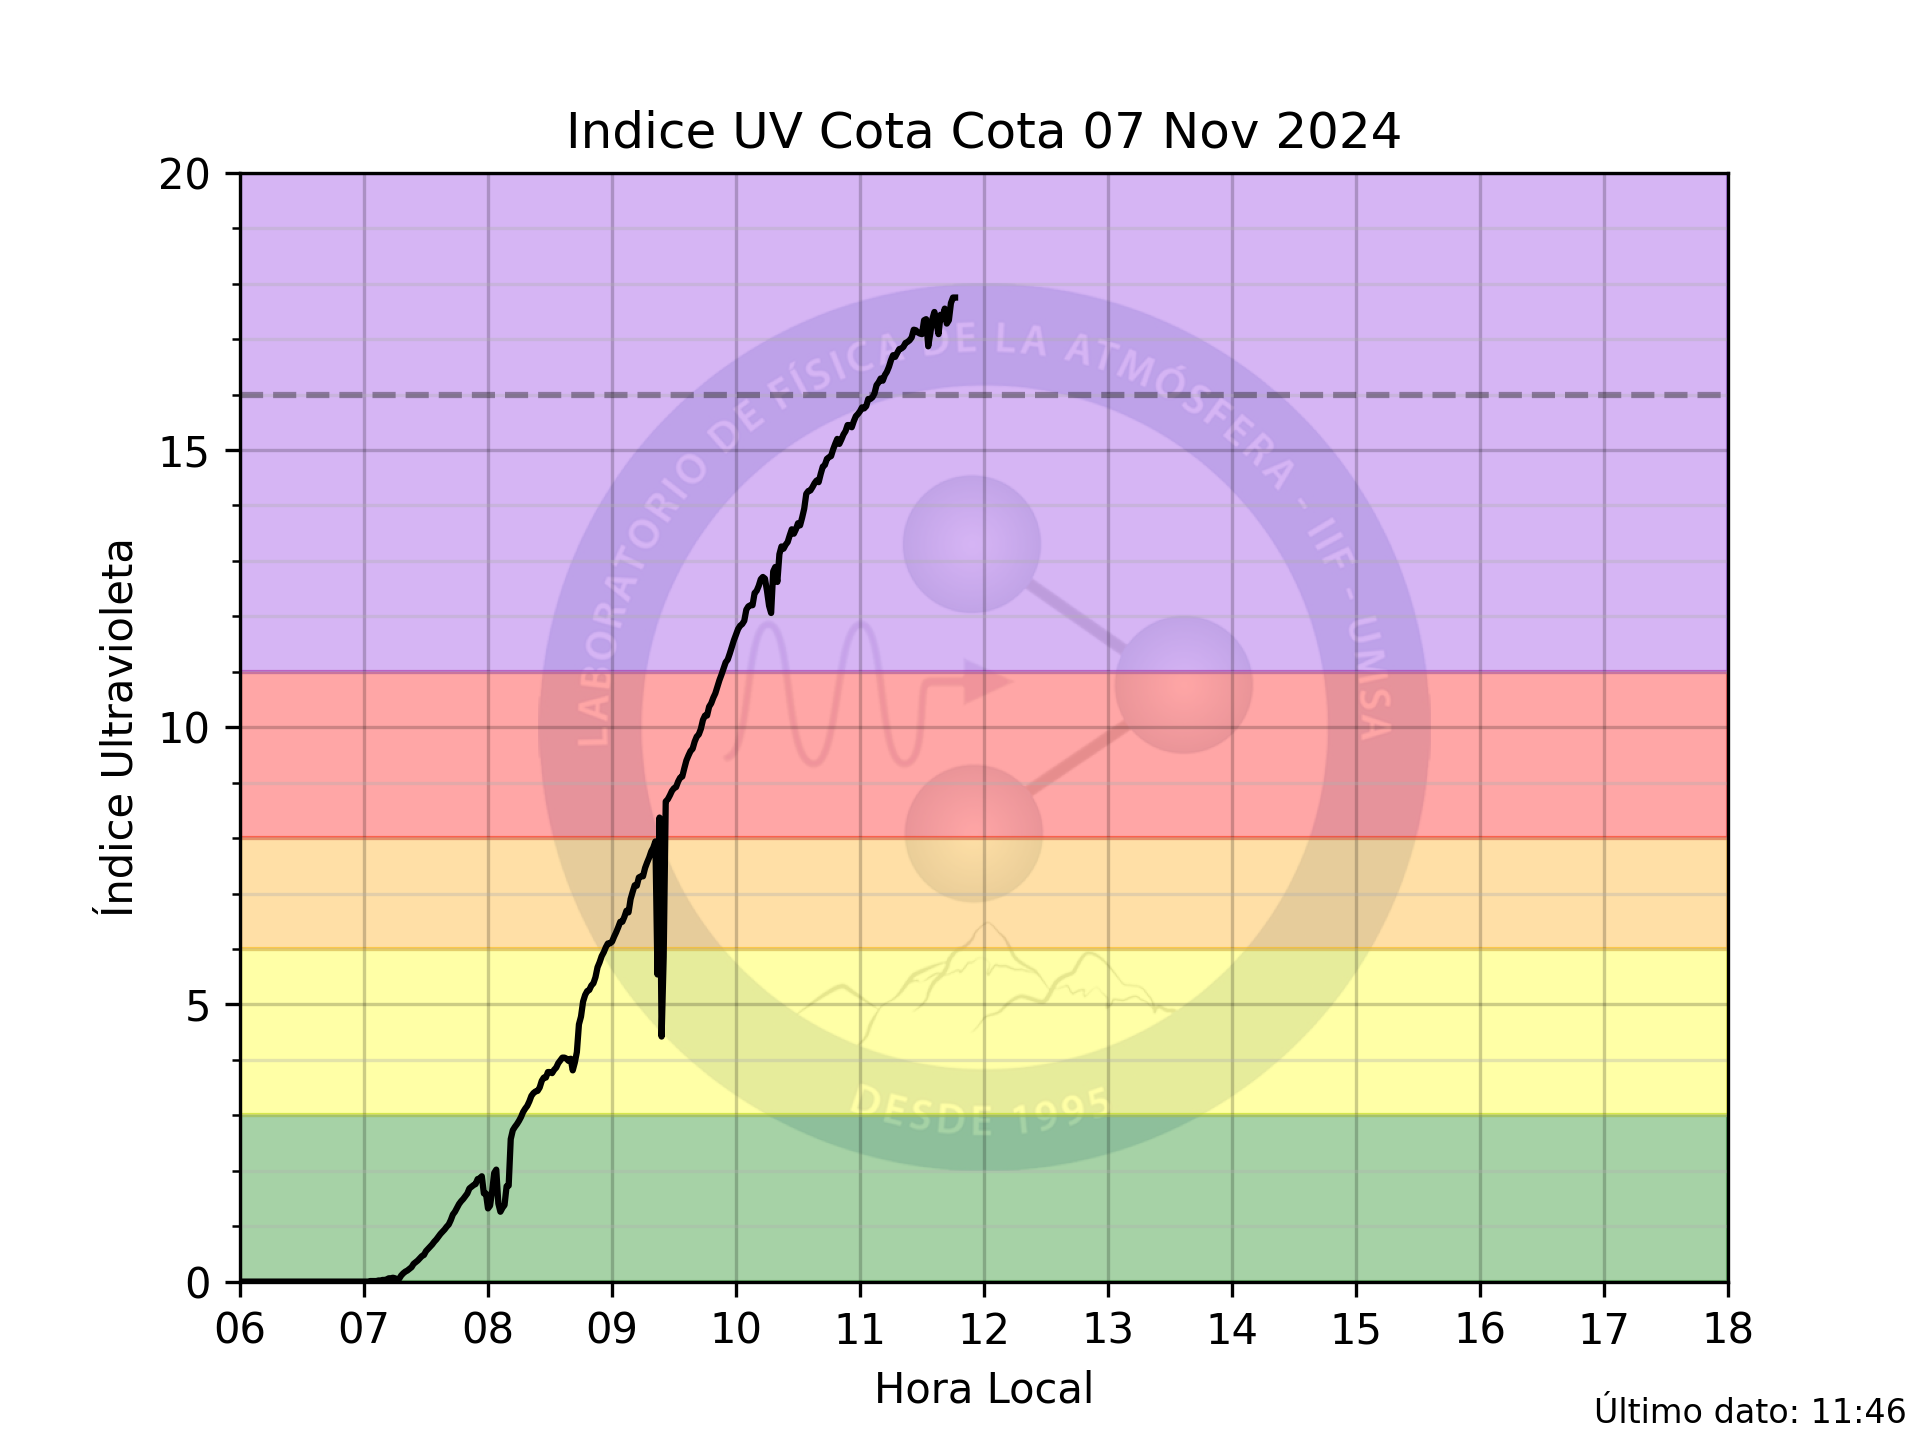 Indice UV Cota Cota 07 Nov 2024
20
15
10
5
0
Índice Ultravioleta
LABORATORIO DE FÍSICA DE LA ATMÓSFERA - IIF - UMSA
DESDE 1995
06 07 08 09 10 11 12 13 14 15 16 17 18
Hora Local
Último dato: 11:46